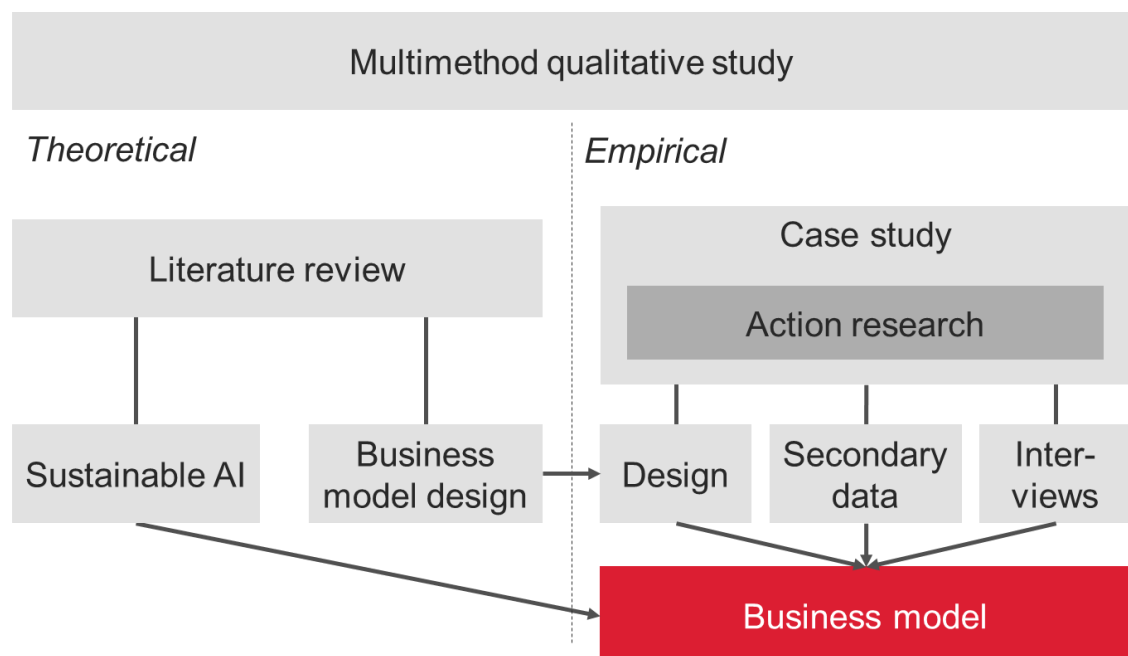 Multimethod qualitative study
Theoretical
Empirical
Literature review
Case study
Action research
Sustainable AI
Business
model design
Design
Secondary
data
Inter-
views
Business model